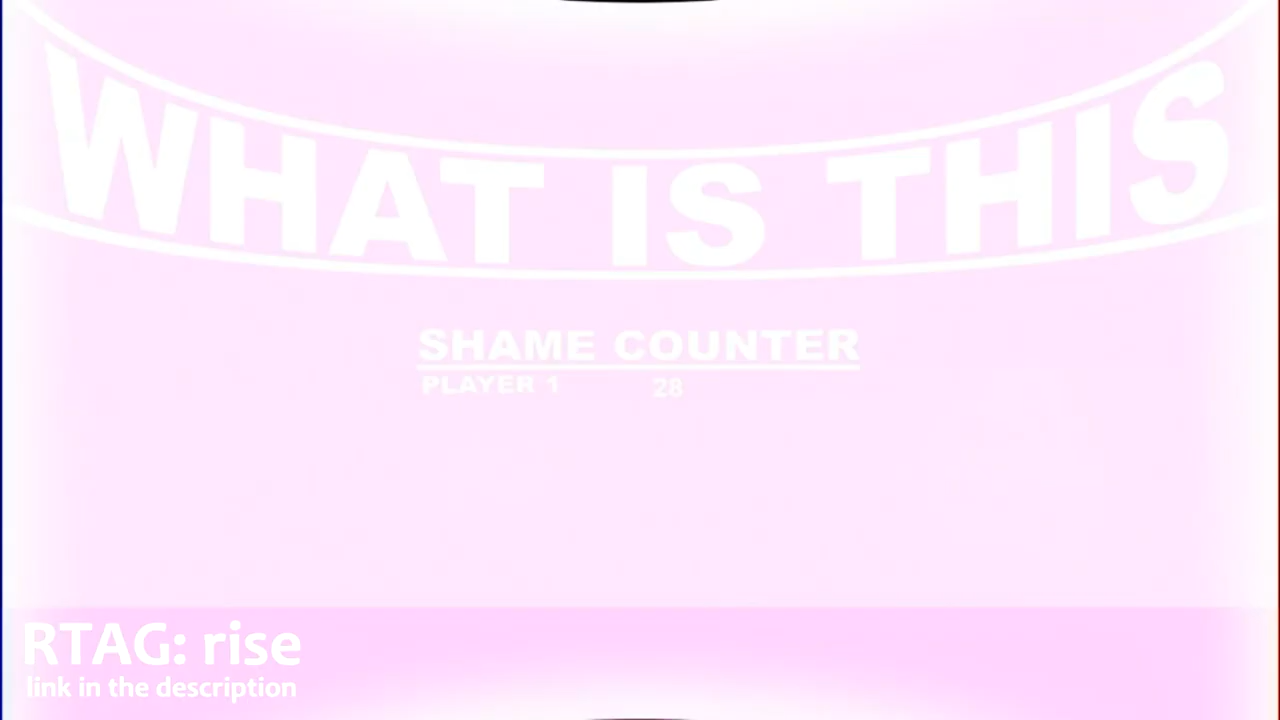 WHAT IS THIS
SHAME COUNTER
PLAYER 1 28
RTAG: rise
link in the description